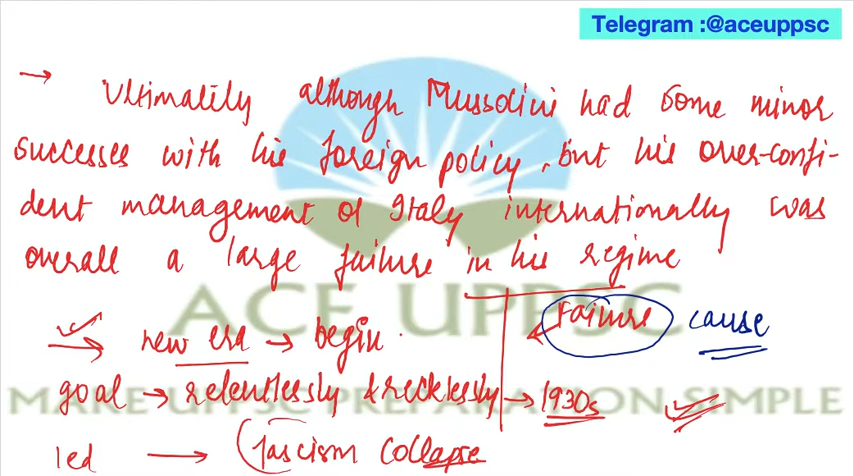 Telegram :@aceuppsc
→ Ultimatily although Mussolini had some minor
successes with his foreign policy, but his over-confi-
dent management of Italy internationally was
overall a large failure in his regime
ACE UPPSC
new era → begin.
Failure cause
MAKE UPPSC PREPARATION SIMPLE
goal → relentlessly & recklessly → 1930s
led → (fascism collapse